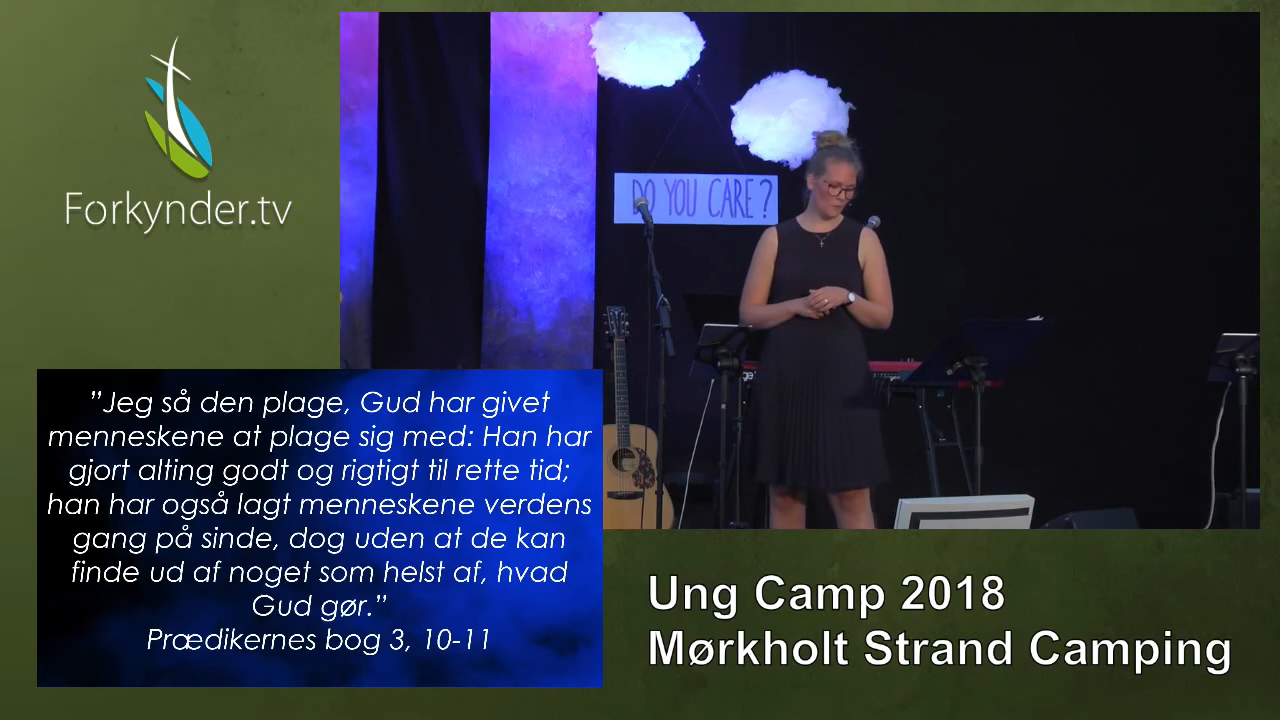 Forkynder.tv
DO YOU CARE?
”Jeg så den plage, Gud har givet
menneskene at plage sig med: Han har
gjort alting godt og rigtigt til rette tid;
han har også lagt menneskene verdens
gang på sinde, dog uden at de kan
finde ud af noget som helst af, hvad
Gud gør.”
Prædikernes bog 3, 10-11
Ung Camp 2018
Mørkholt Strand Camping